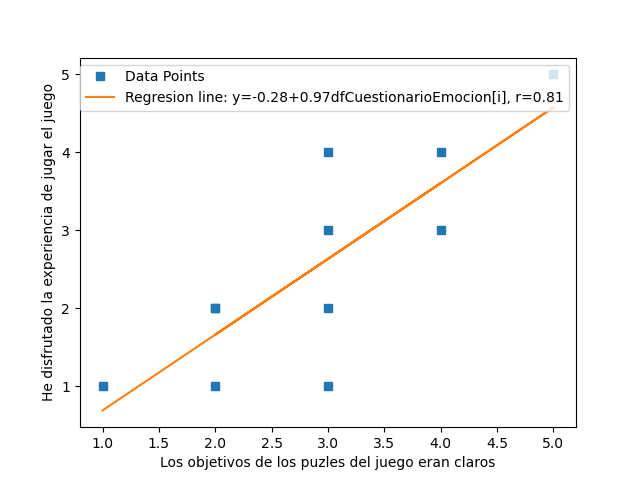 Data Points
Regresion line: y=-0.28+0.97dfCuestionarioEmocion[i], r=0.81
5
4
3
2
1
He disfrutado la experiencia de jugar el juego
1.0 1.5 2.0 2.5 3.0 3.5 4.0 4.5 5.0
Los objetivos de los puzles del juego eran claros